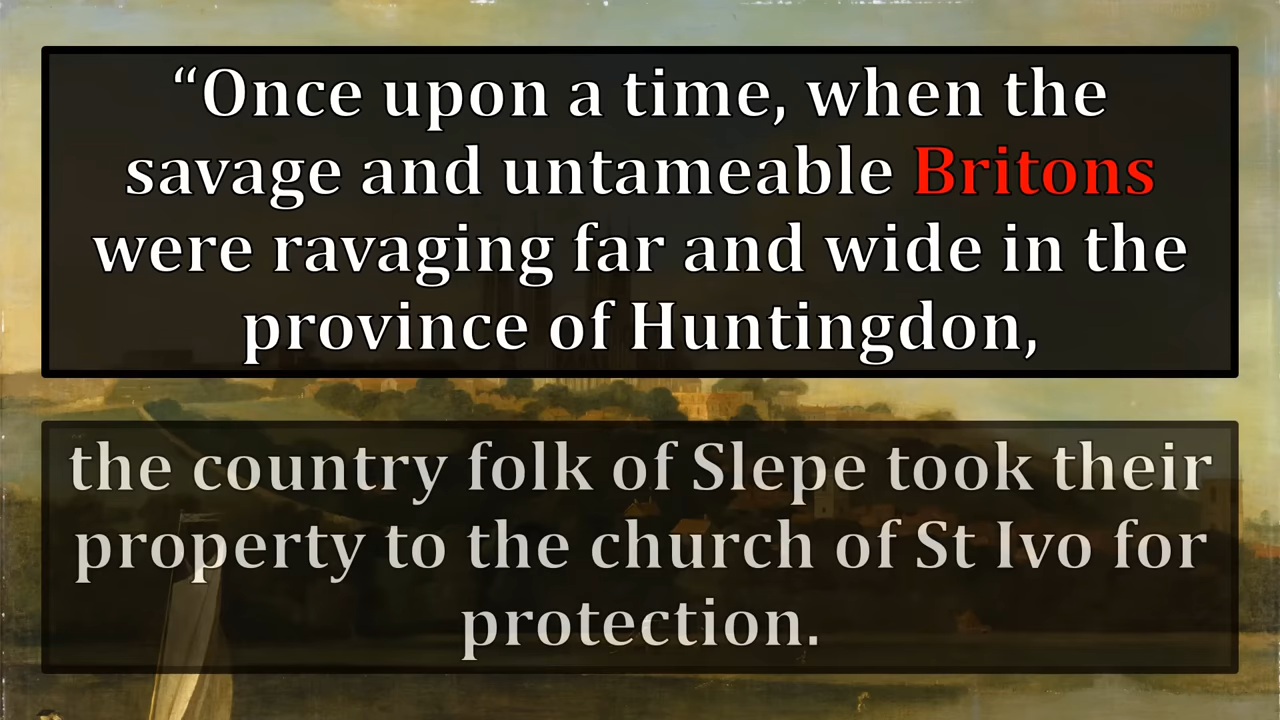 “Once upon a time, when the
savage and untameable Britons
were ravaging far and wide in the
province of Huntingdon,
the country folk of Slepe took their
property to the church of St Ivo for
protection.